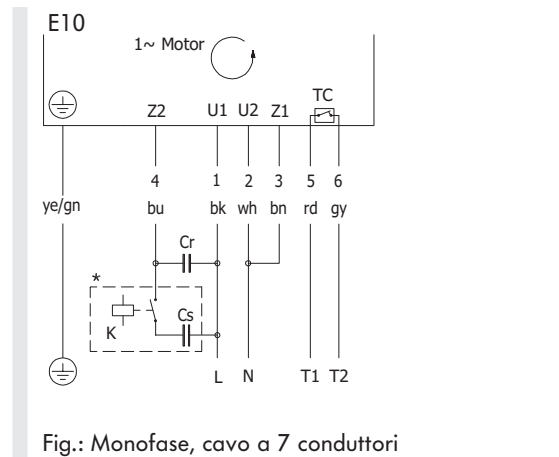 E10
1~ Motor
TC
Z2 U1 U2 Z1
4 1 2 3 5 6
ye/gn bu bk wh bn rd gy
Cr
*
Cs
K
L N T1 T2
Fig.: Monofase, cavo a 7 conduttori